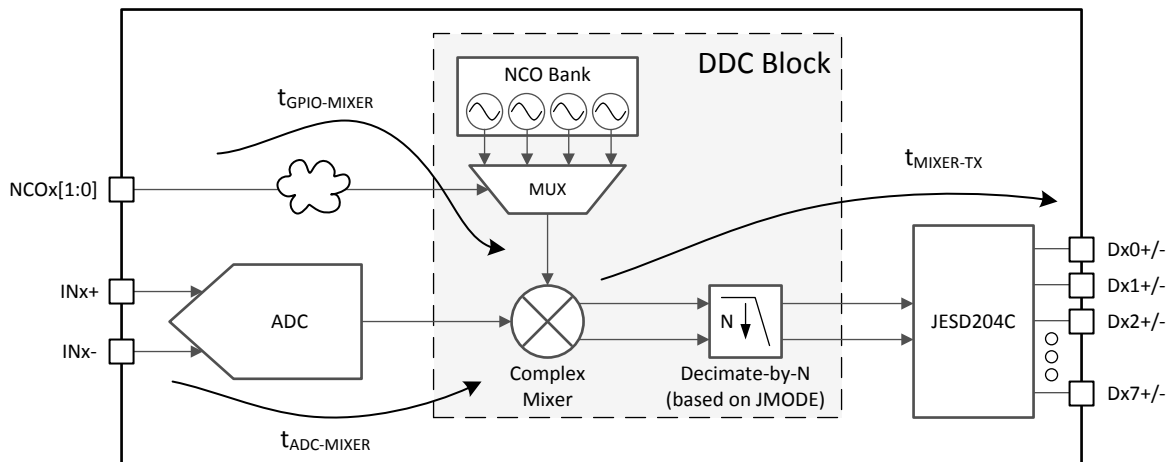 NCO Bank
DDC Block
tGPIO-MIXER
tMIXER-TX
NCOx[1:0]
MUX
Dx0+/-
Dx1+/-
INx+
ADC
N
JESD204C
Dx2+/-
INx-
Complex
Mixer
Decimate-by-N
(based on JMODE)
Dx7+/-
tADC-MIXER